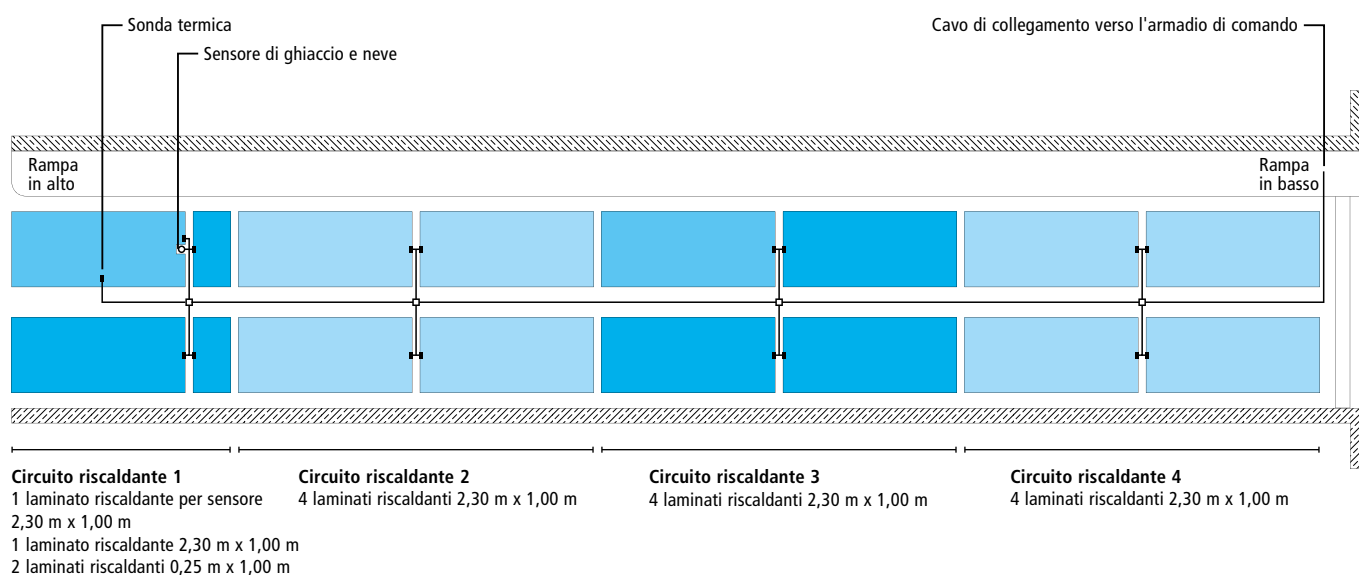 Sonda termica
Cavo di collegamento verso l'armadio di comando
Sensore di ghiaccio e neve
Rampa
in alto
Rampa
in basso
Circuito riscaldante 1
1 laminato riscaldante per sensore
2,30 m x 1,00 m
1 laminato riscaldante 2,30 m x 1,00 m
2 laminati riscaldanti 0,25 m x 1,00 m
Circuito riscaldante 2
4 laminati riscaldanti 2,30 m x 1,00 m
Circuito riscaldante 3
4 laminati riscaldanti 2,30 m x 1,00 m
Circuito riscaldante 4
4 laminati riscaldanti 2,30 m x 1,00 m